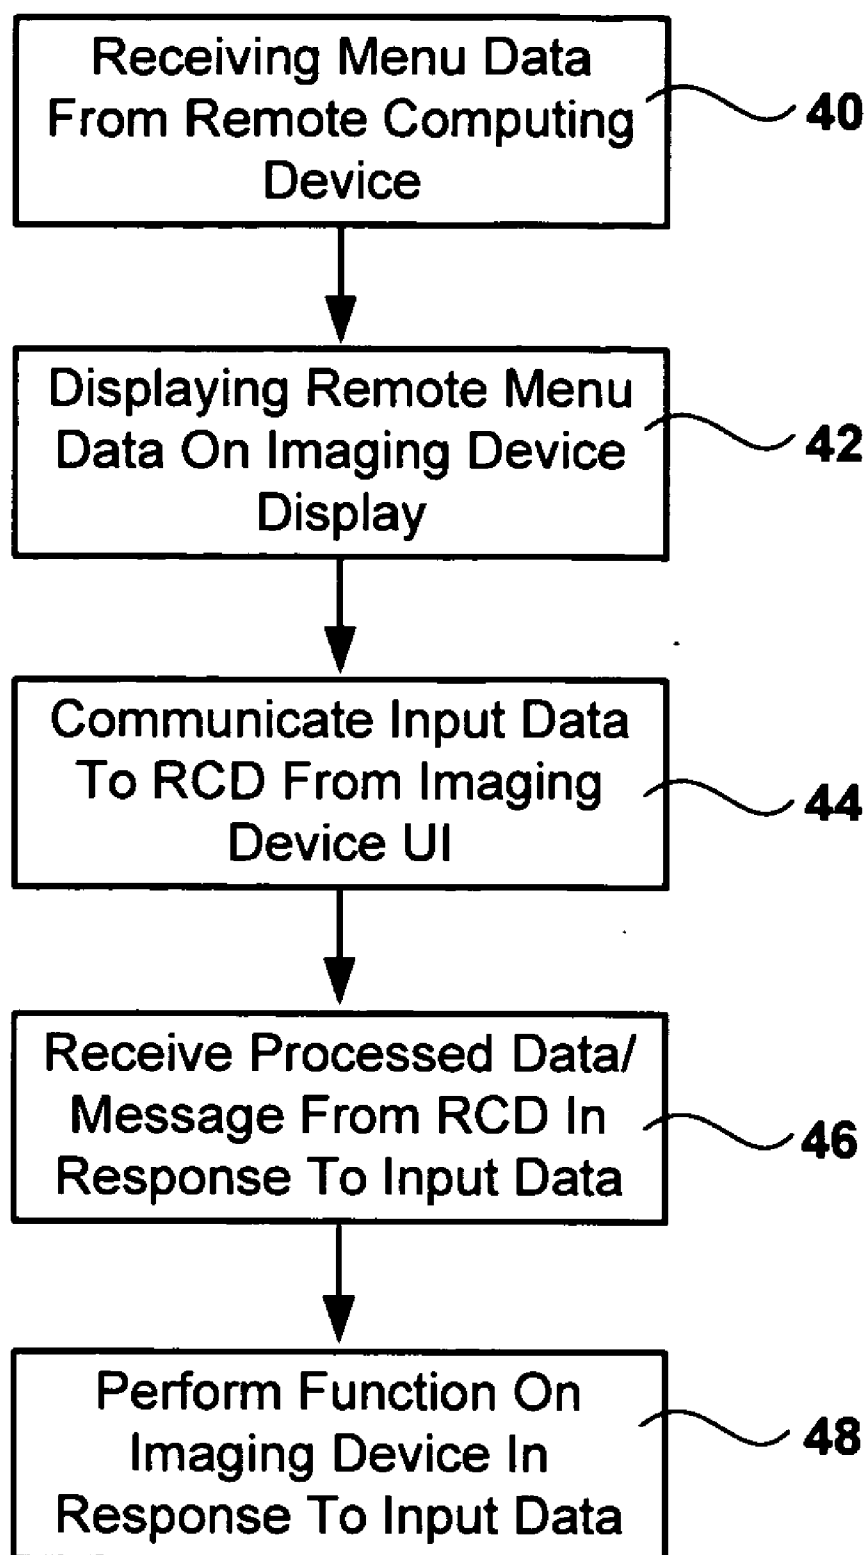 Receiving Menu Data
From Remote Computing
Device
40
Displaying Remote Menu
Data On Imaging Device
Display
42
Communicate Input Data
To RCD From Imaging
Device UI
44
Receive Processed Data/
Message From RCD In
Response To Input Data
46
Perform Function On
Imaging Device In
Response To Input Data
48